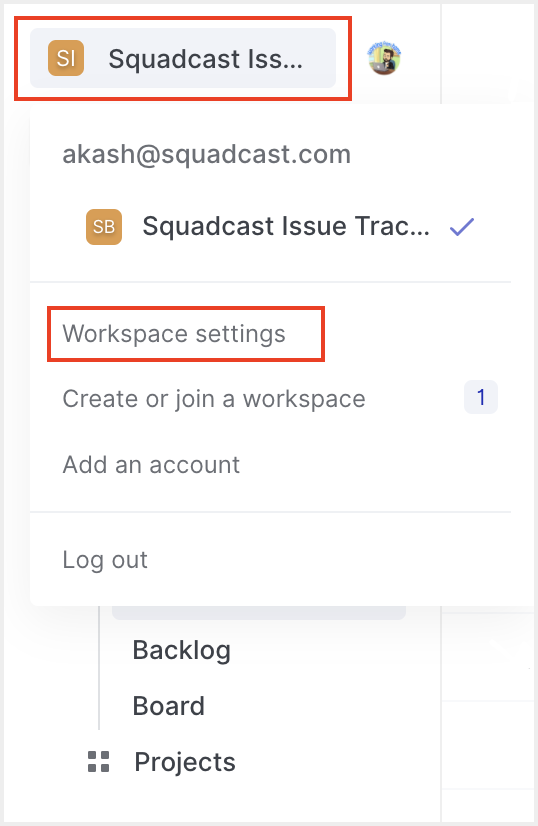 SI Squadcast Iss...
akash@squadcast.com
SB Squadcast Issue Trac...
Workspace settings
Create or join a workspace 1
Add an account
Log out
Backlog
Board
Projects